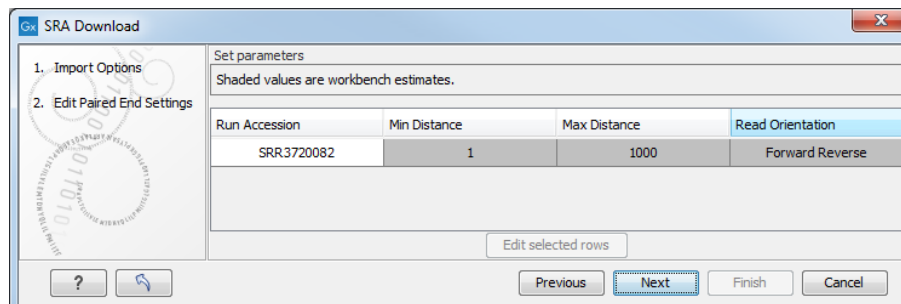 Gx SRA Download
1. Import Options
2. Edit Paired End Settings
Set parameters
Shaded values are workbench estimates.
Run Accession Min Distance Max Distance Read Orientation
SRR3720082 1 1000 Forward Reverse
Edit selected rows
? Previous Next Finish Cancel